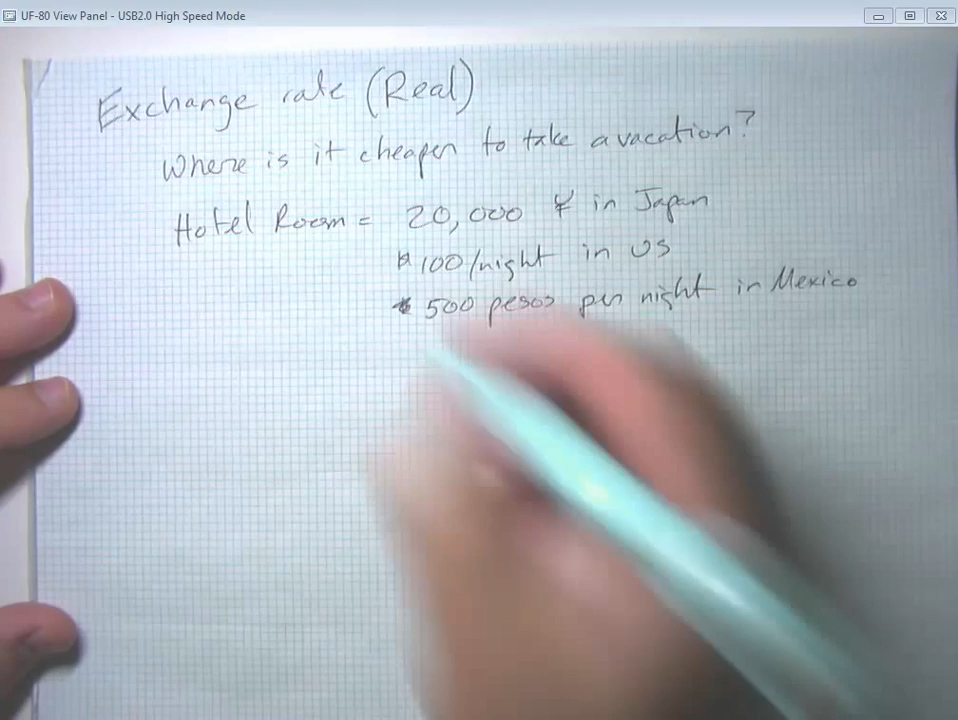 UF-80 View Panel - USB2.0 High Speed Mode
Exchange rate (Real)
Where is it cheaper to take a vacation?
Hotel Room = 20,000 ¥ in Japan
$100/night in US
500 pesos per night in Mexico